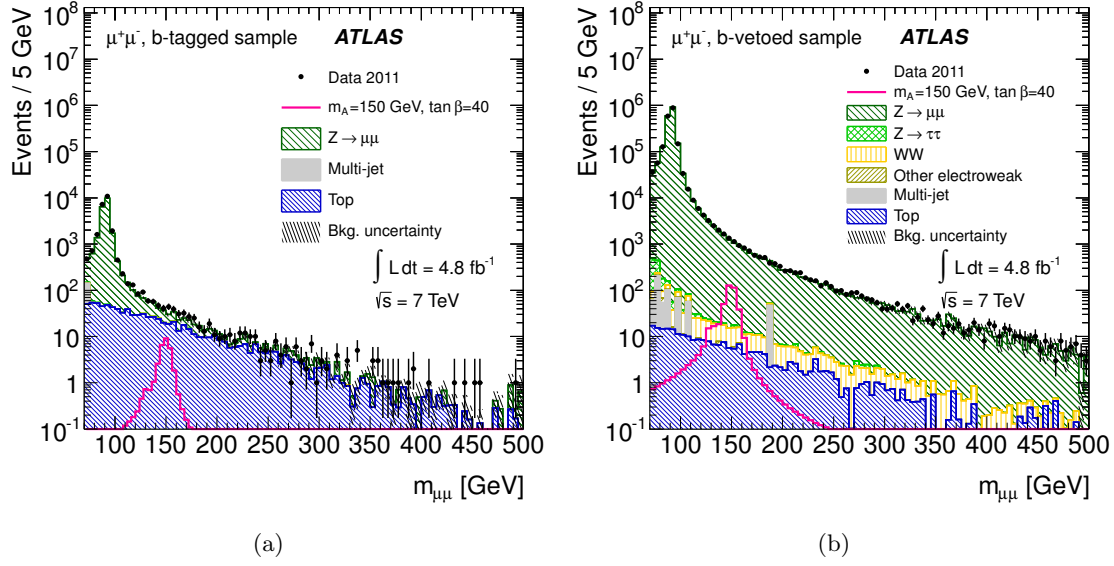 μ⁺μ⁻, b-tagged sample ATLAS
Data 2011
m_A=150 GeV, tan β=40
Z → μμ
Multi-jet
Top
Bkg. uncertainty
∫ L dt = 4.8 fb⁻¹
√s = 7 TeV
Events / 5 GeV
10⁸
10⁷
10⁶
10⁵
10⁴
10³
10²
10
1
10⁻¹
100 150 200 250 300 350 400 450 500
m_μμ [GeV]
(a)
μ⁺μ⁻, b-vetoed sample ATLAS
Data 2011
m_A=150 GeV, tan β=40
Z → μμ
Z → ττ
WW
Other electroweak
Multi-jet
Top
Bkg. uncertainty
∫ L dt = 4.8 fb⁻¹
√s = 7 TeV
Events / 5 GeV
10⁸
10⁷
10⁶
10⁵
10⁴
10³
10²
10
1
10⁻¹
100 150 200 250 300 350 400 450 500
m_μμ [GeV]
(b)